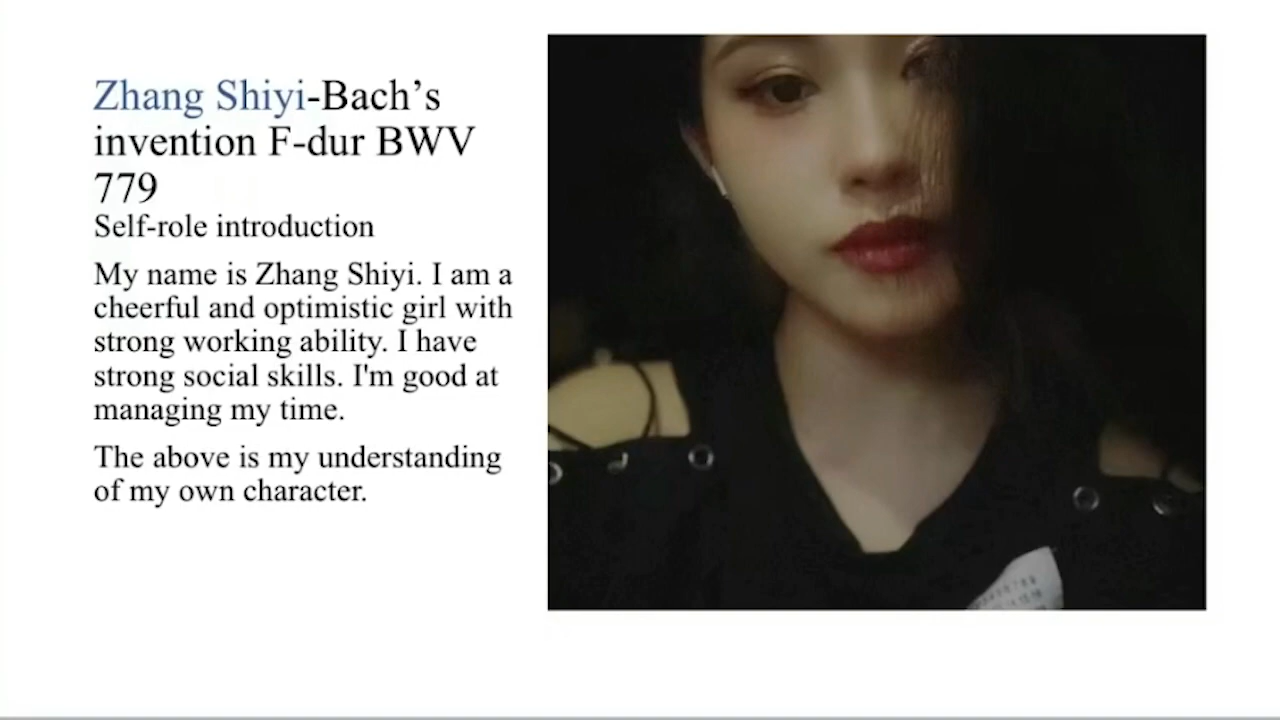 Zhang Shiyi-Bach’s
invention F-dur BWV
779
Self-role introduction
My name is Zhang Shiyi. I am a
cheerful and optimistic girl with
strong working ability. I have
strong social skills. I'm good at
managing my time.
The above is my understanding
of my own character.